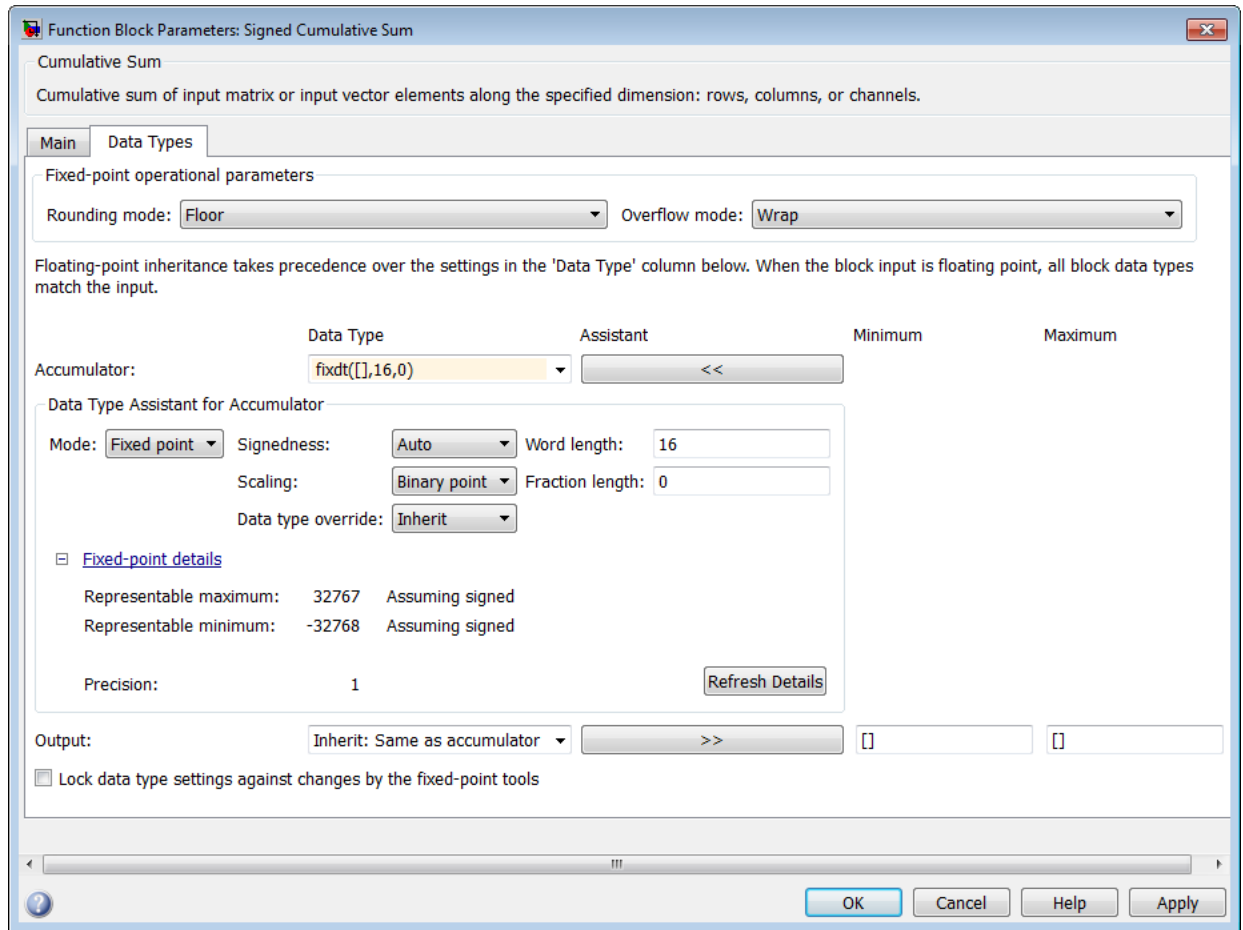 Function Block Parameters: Signed Cumulative Sum
Cumulative Sum
Cumulative sum of input matrix or input vector elements along the specified dimension: rows, columns, or channels.
Main Data Types
Fixed-point operational parameters
Rounding mode: Floor Overflow mode: Wrap
Floating-point inheritance takes precedence over the settings in the 'Data Type' column below. When the block input is floating point, all block data types
match the input.
Data Type Assistant Minimum Maximum
Accumulator: fixdt([],16,0) <<
Data Type Assistant for Accumulator
Mode: Fixed point Signedness: Auto Word length: 16
Scaling: Binary point Fraction length: 0
Data type override: Inherit
Fixed-point details
Representable maximum: 32767 Assuming signed
Representable minimum: -32768 Assuming signed
Precision: 1 Refresh Details
Output: Inherit: Same as accumulator >> [] []
Lock data type settings against changes by the fixed-point tools
? OK Cancel Help Apply